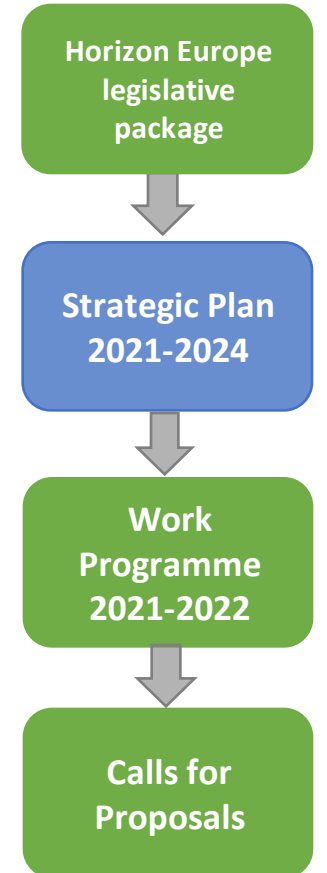 Horizon Europe
legislative
package
Strategic Plan
2021-2024
Work
Programme
2021-2022
Calls for
Proposals